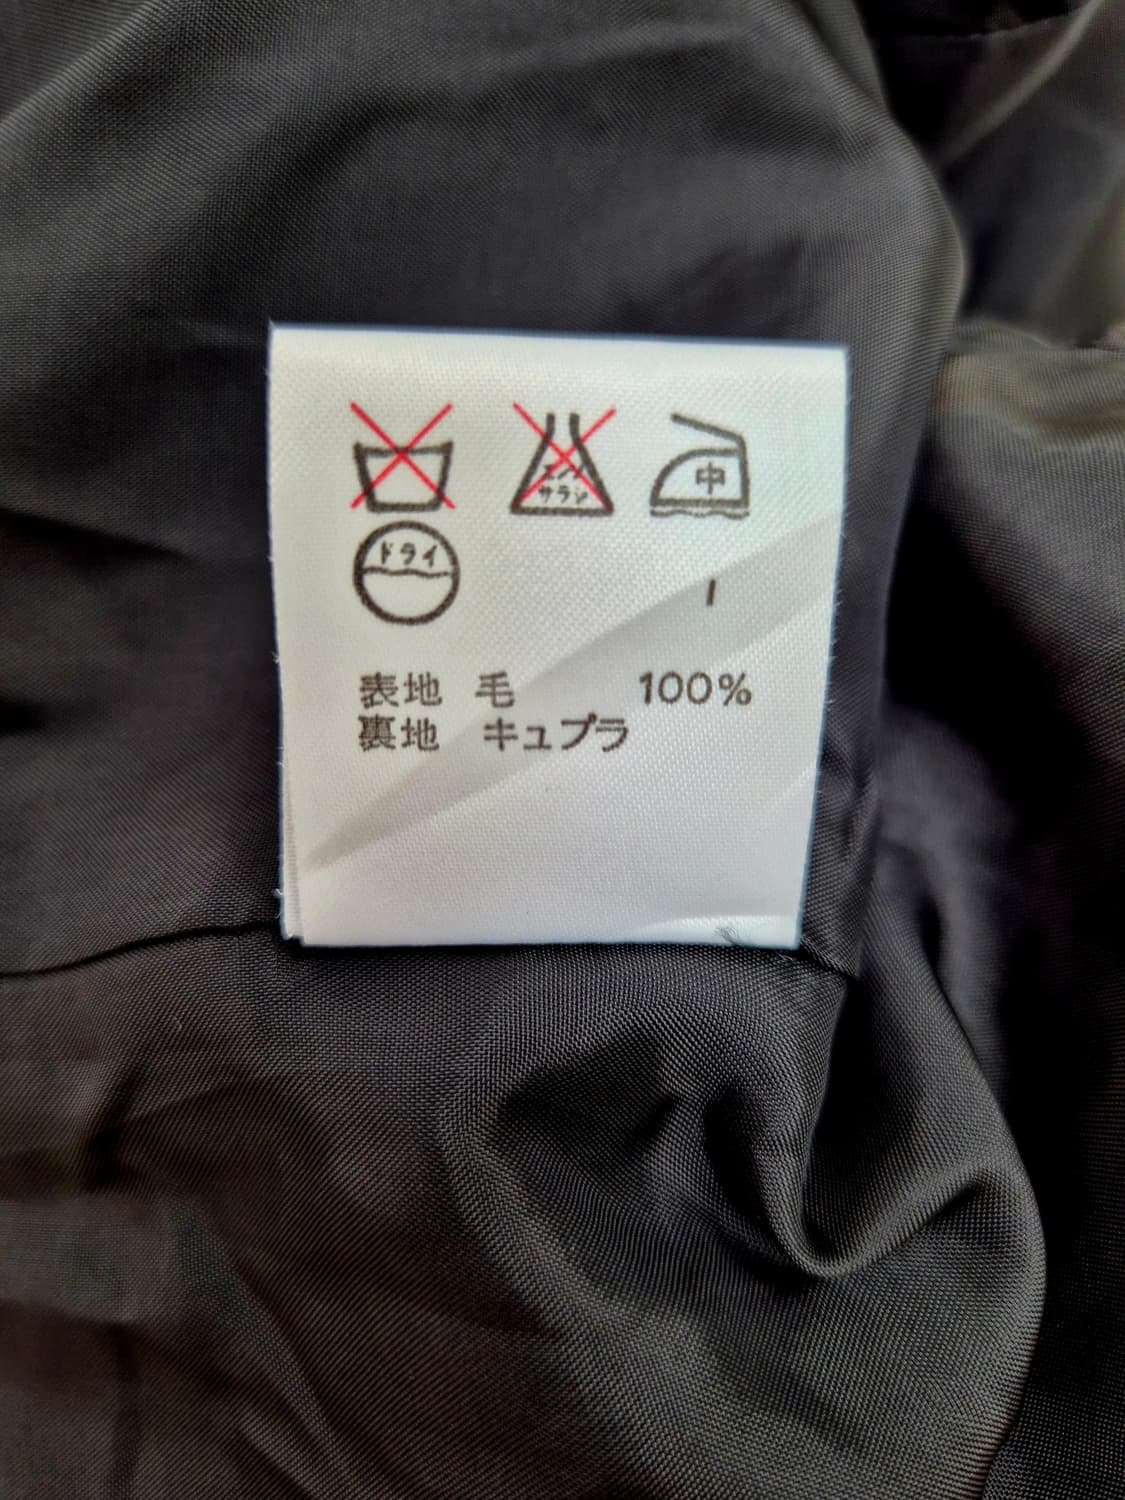 エンソ
サラシ
中
ドライ
表地 毛 100%
裏地 キュプラ